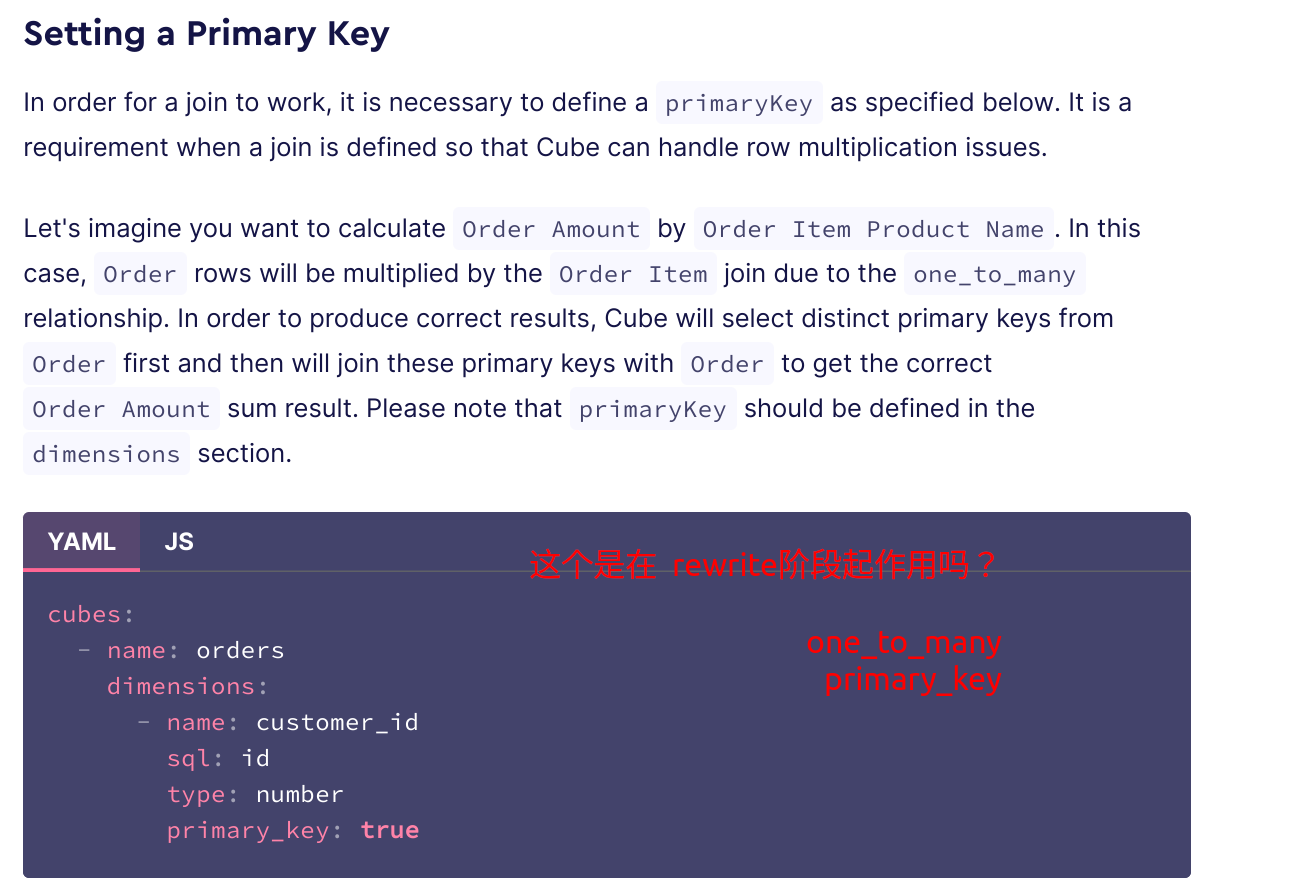 Setting a Primary Key
In order for a join to work, it is necessary to define a primaryKey as specified below. It is a
requirement when a join is defined so that Cube can handle row multiplication issues.
Let's imagine you want to calculate Order Amount by Order Item Product Name. In this
case, Order rows will be multiplied by the Order Item join due to the one_to_many
relationship. In order to produce correct results, Cube will select distinct primary keys from
Order first and then will join these primary keys with Order to get the correct
Order Amount sum result. Please note that primaryKey should be defined in the
dimensions section.
YAML JS
这个是在 rewrite阶段起作用吗？
cubes:
one_to_many
- name: orders
primary_key
dimensions:
- name: customer_id
sql: id
type: number
primary_key: true